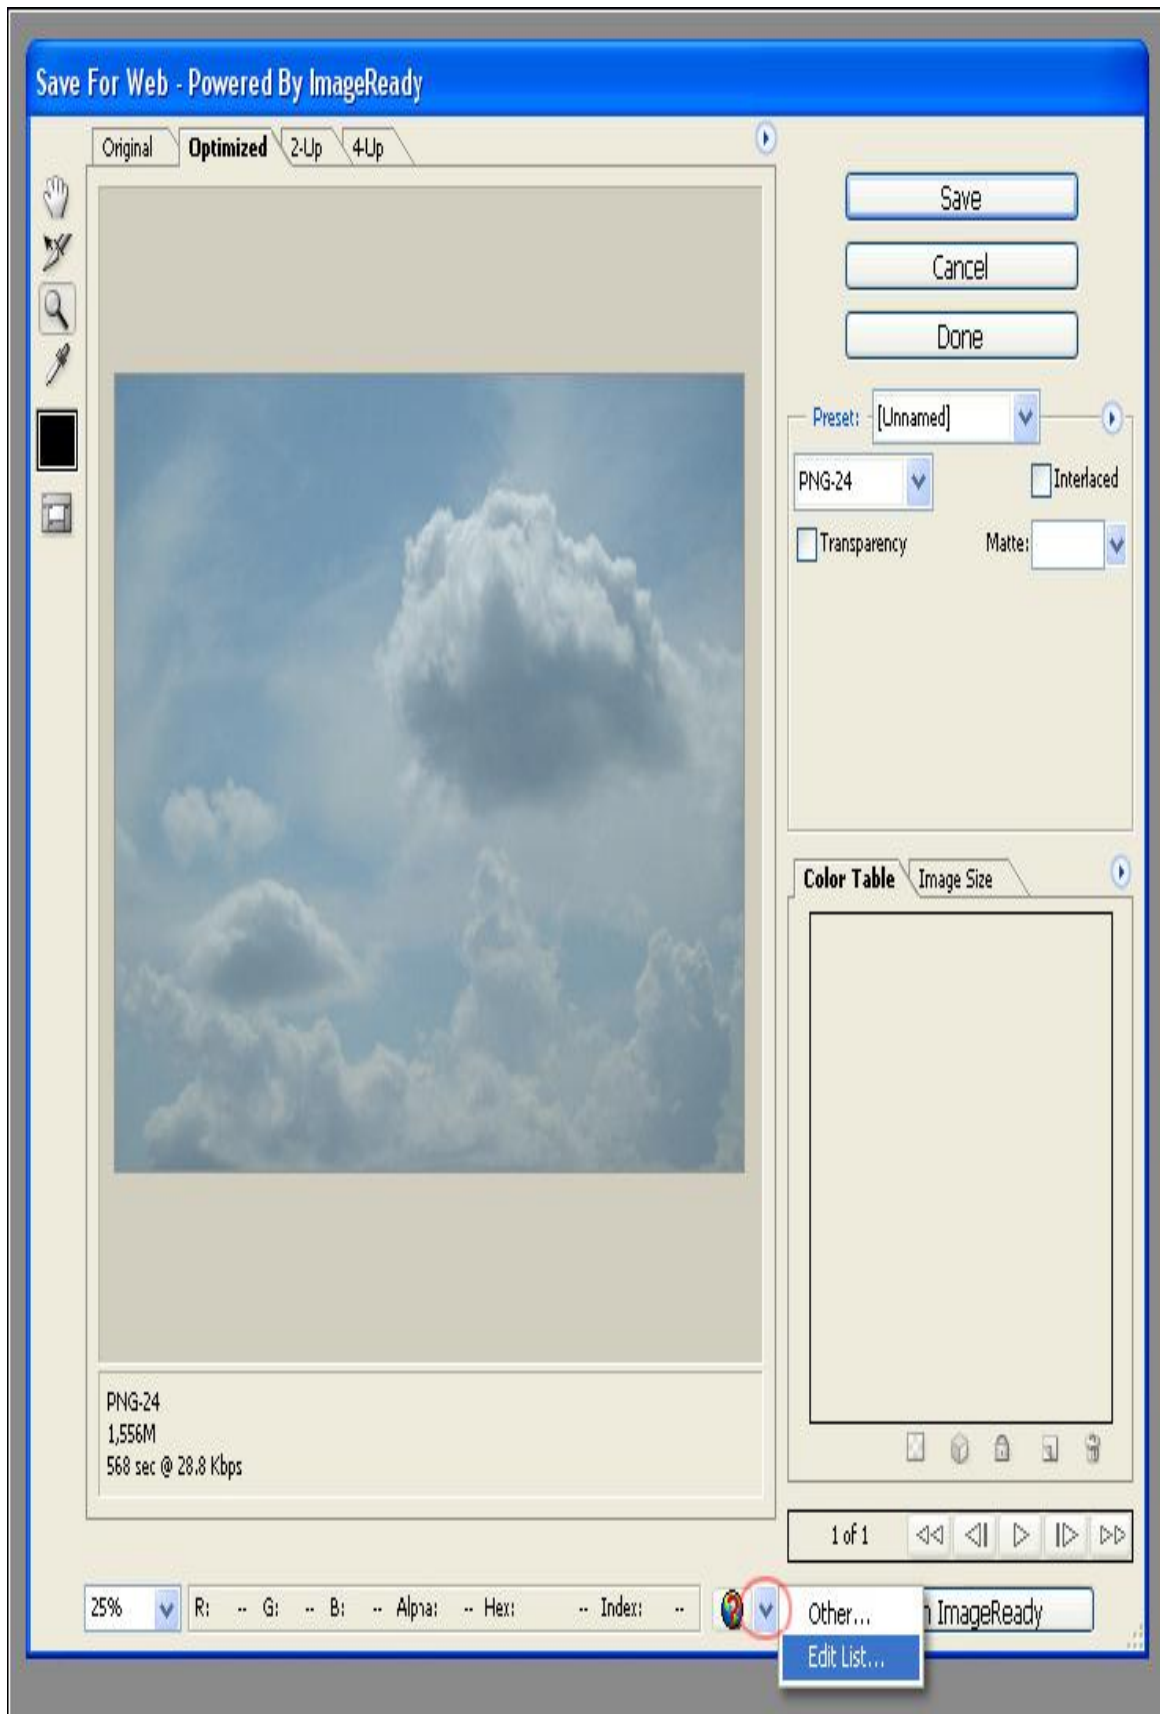 Save For Web - Powered By ImageReady
Original Optimized 2-Up 4-Up
Save
Cancel
Done
Preset: [Unnamed]
PNG-24 Interlaced
Transparency Matte:
Color Table Image Size
PNG-24
1,556M
568 sec @ 28.8 Kbps
1 of 1
25% R: -- G: -- B: -- Alpha: -- Hex: -- Index: --
Other...
Edit List...
ImageReady